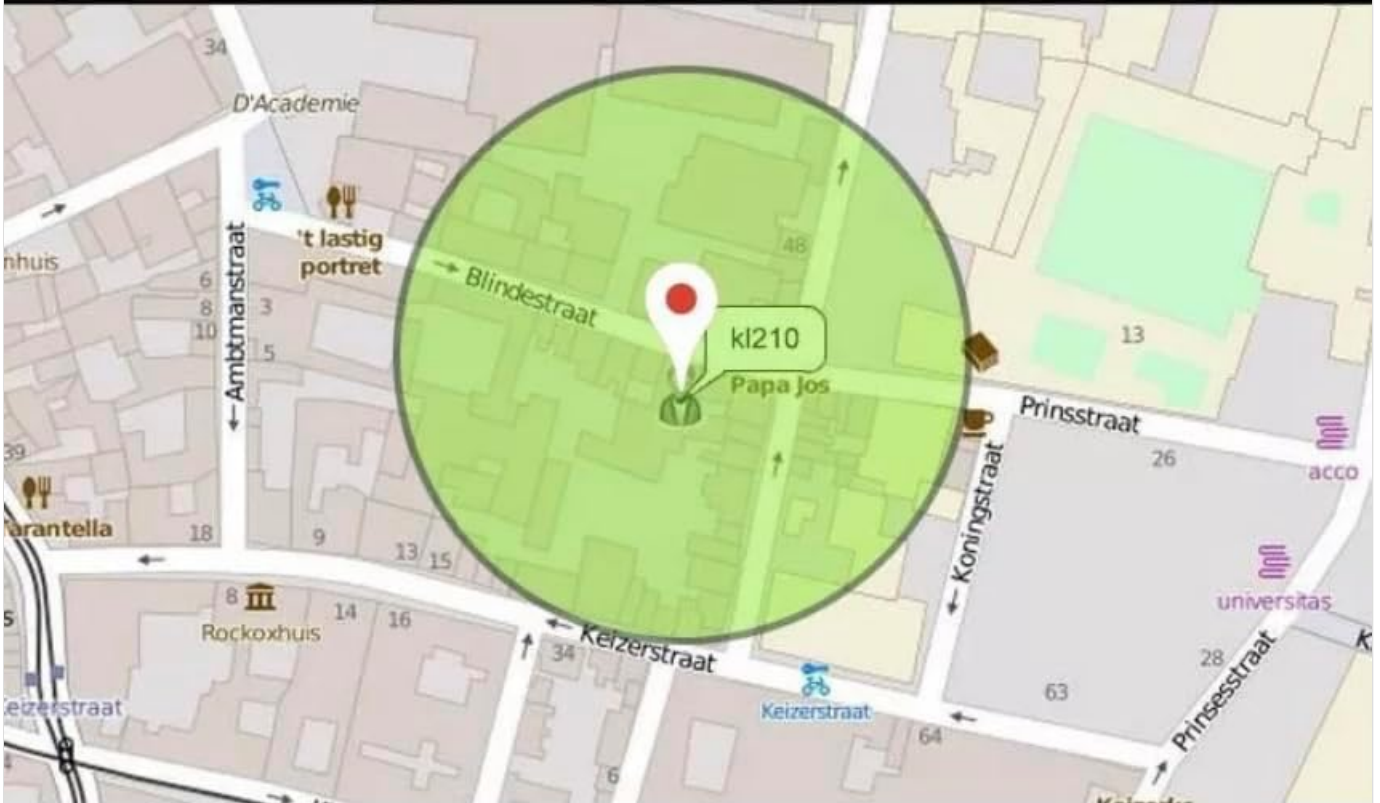 34
D'Academie
't lastig
portret
nhuis
Ambtmanstraat
6
8
10
3
5
Blindestraat
48
kl210
Papa Jos
13
Prinsstraat
26
acco
Koningstraat
39
arantella
18
9
13
15
universitas
8
Rockoxhuis
14
16
34
Keizerstraat
Keizerstraat
28
Prinsesstraat
63
64
eizerstraat
6
s
4
K